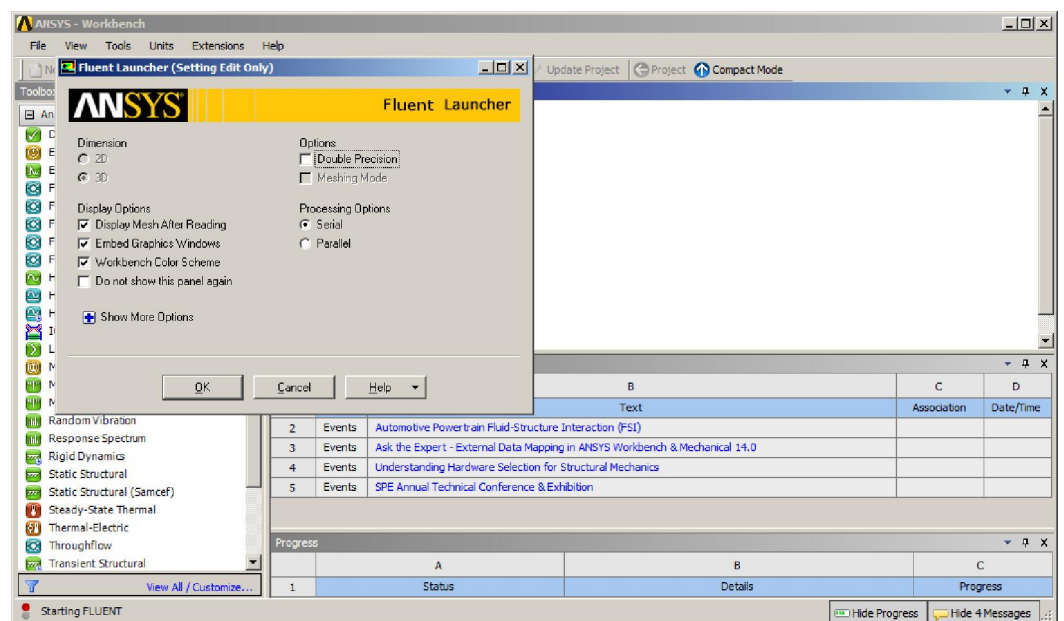 ANSYS - Workbench
File View Tools Units Extensions Help
Fluent Launcher (Setting Edit Only)
Update Project Project Compact Mode
ANSYS Fluent Launcher
Dimension
2D
3D
Options
Double Precision
Meshing Mode
Display Options
Display Mesh After Reading
Embed Graphics Windows
Workbench Color Scheme
Do not show this panel again
Processing Options
Serial
Parallel
Show More Options
OK Cancel Help
Random Vibration
Response Spectrum
Rigid Dynamics
Static Structural
Static Structural (Samcef)
Steady-State Thermal
Thermal-Electric
Throughflow
Transient Structural
View All / Customize...
B C D
Text Association Date/Time
2 Events Automotive Powertrain Fluid-Structure Interaction (FSI)
3 Events Ask the Expert - External Data Mapping in ANSYS Workbench & Mechanical 14.0
4 Events Understanding Hardware Selection for Structural Mechanics
5 Events SPE Annual Technical Conference & Exhibition
Progress
A B C
1 Status Details Progress
Starting FLUENT
Hide Progress Hide 4 Messages